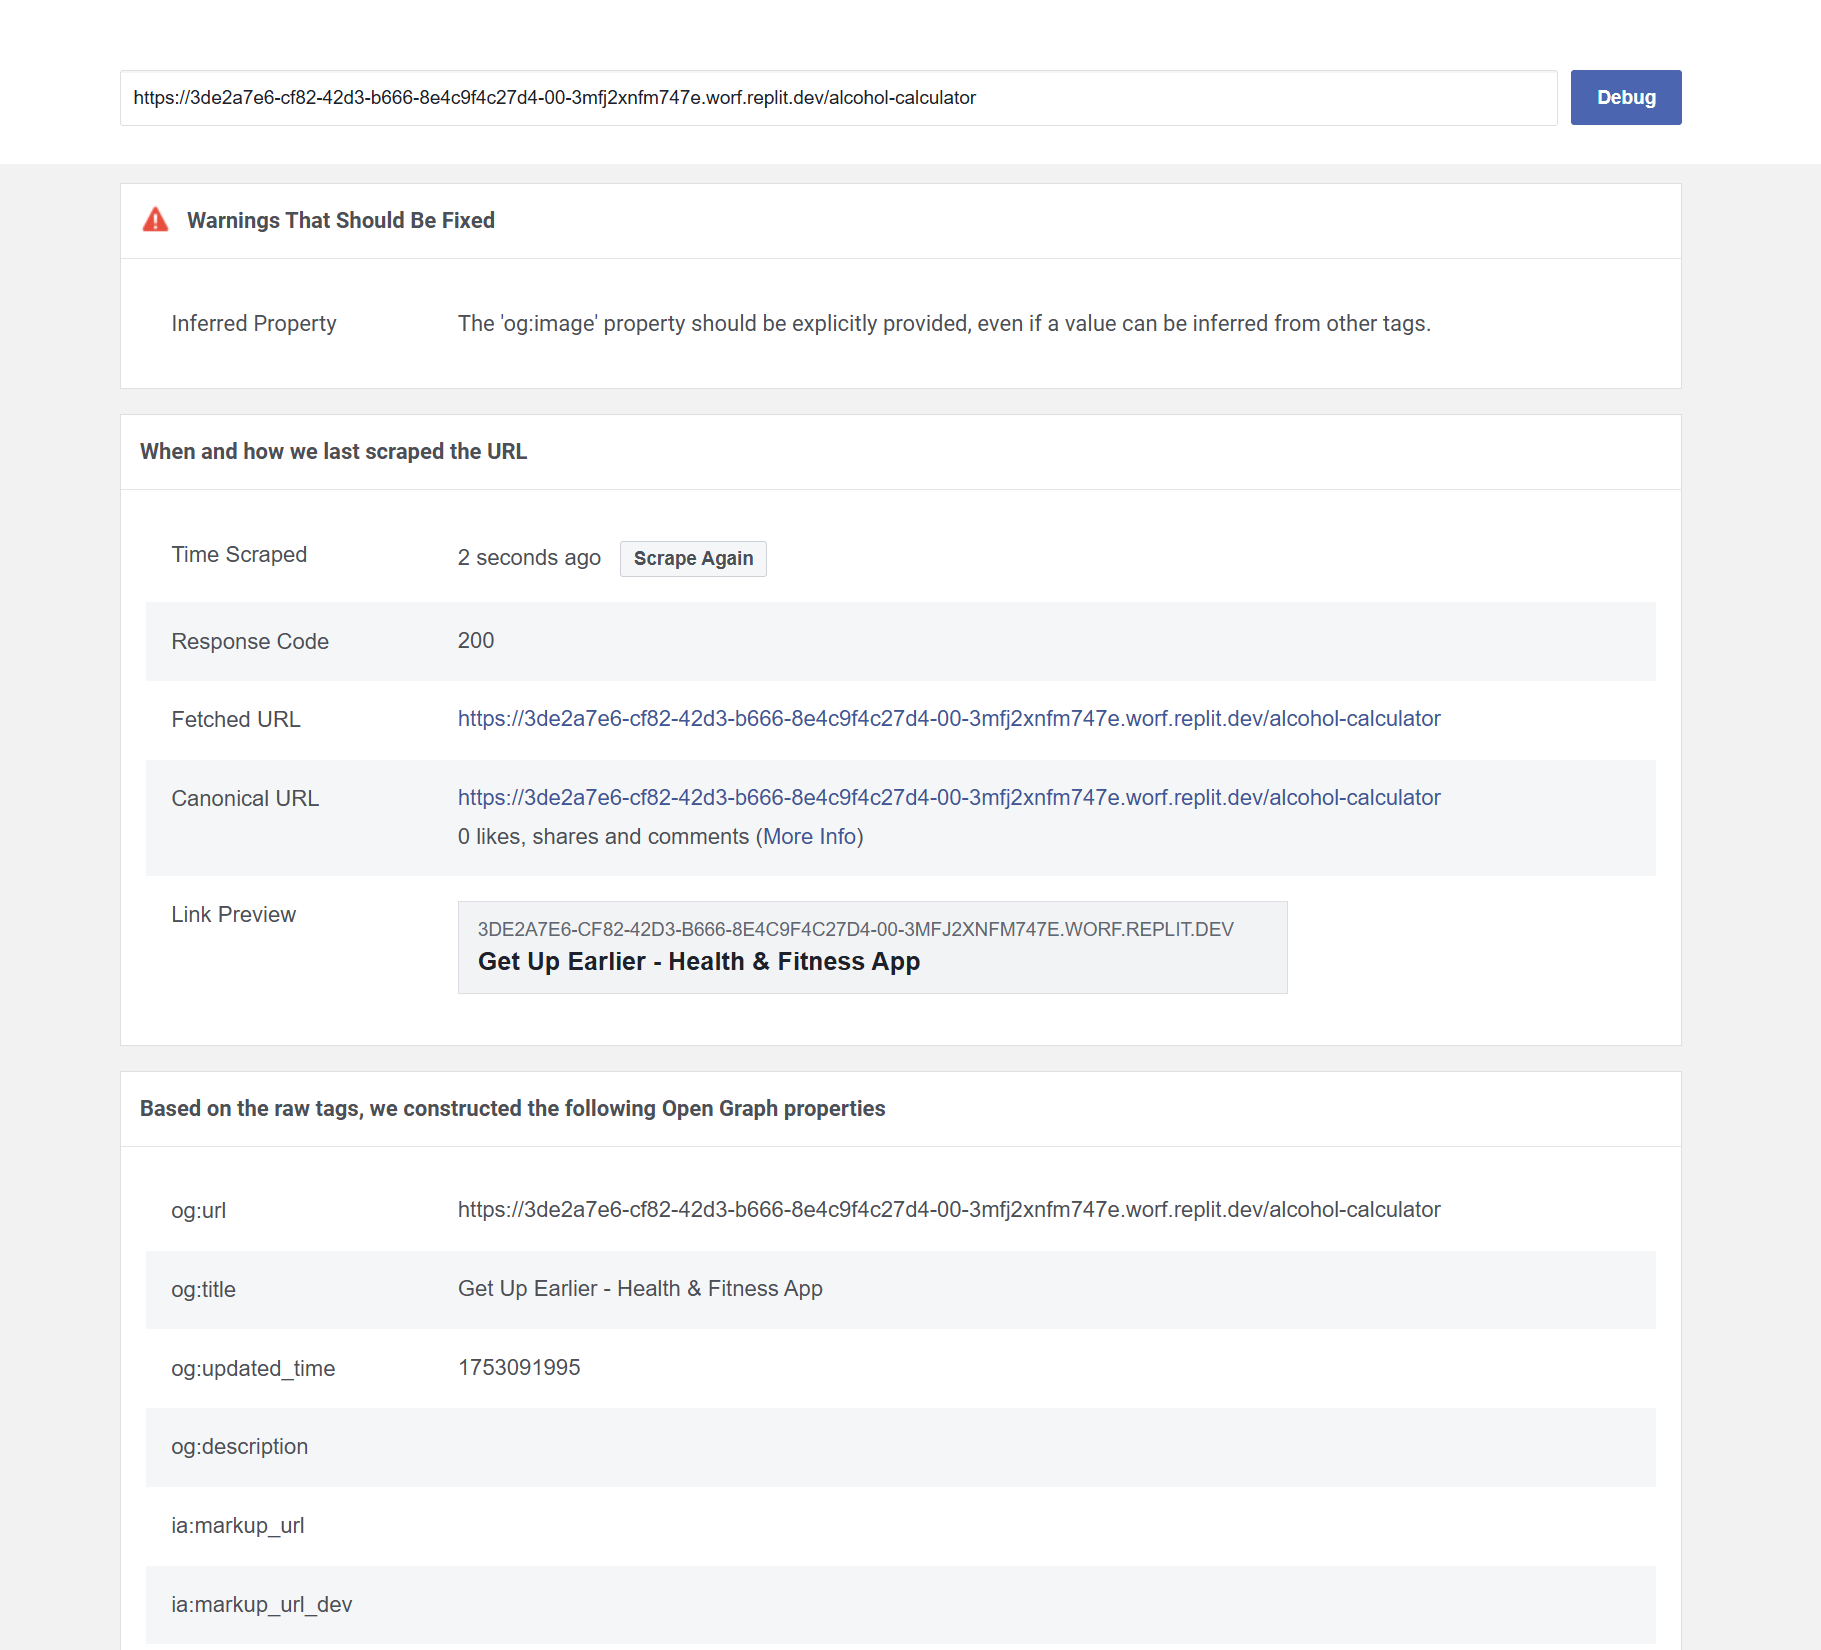 https://3de2a7e6-cf82-42d3-b666-8e4c9f4c27d4-00-3mfj2xnfm747e.worf.replit.dev/alcohol-calculator
Debug
Warnings That Should Be Fixed
Inferred Property
The 'og:image' property should be explicitly provided, even if a value can be inferred from other tags.
When and how we last scraped the URL
Time Scraped
2 seconds ago
Scrape Again
Response Code
200
Fetched URL
https://3de2a7e6-cf82-42d3-b666-8e4c9f4c27d4-00-3mfj2xnfm747e.worf.replit.dev/alcohol-calculator
Canonical URL
https://3de2a7e6-cf82-42d3-b666-8e4c9f4c27d4-00-3mfj2xnfm747e.worf.replit.dev/alcohol-calculator
0 likes, shares and comments (More Info)
Link Preview
3DE2A7E6-CF82-42D3-B666-8E4C9F4C27D4-00-3MFJ2XNFM747E.WORF.REPLIT.DEV
Get Up Earlier - Health & Fitness App
Based on the raw tags, we constructed the following Open Graph properties
og:url
https://3de2a7e6-cf82-42d3-b666-8e4c9f4c27d4-00-3mfj2xnfm747e.worf.replit.dev/alcohol-calculator
og:title
Get Up Earlier - Health & Fitness App
og:updated_time
1753091995
og:description
ia:markup_url
ia:markup_url_dev